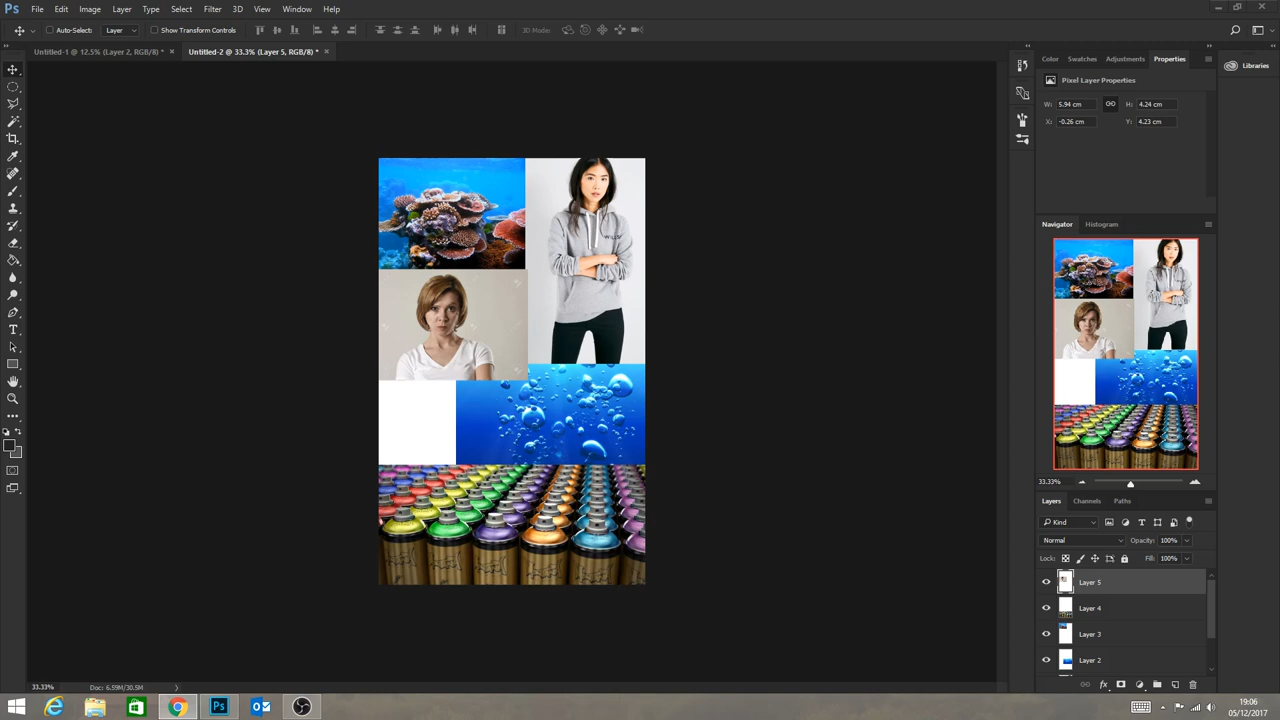 Ps File Edit Image Layer Type Select Filter 3D View Window Help
Auto-Select: Layer Show Transform Controls 3D Mode:
Untitled-1 @ 12.5% (Layer 2, RGB/8) * × Untitled-2 @ 33.3% (Layer 5, RGB/8) * ×
Color Swatches Adjustments Properties
Libraries
Pixel Layer Properties
W: 5.94 cm H: 4.24 cm
X: -0.26 cm Y: 4.23 cm
Navigator Histogram
33.33%
Layers Channels Paths
Kind
Normal Opacity: 100%
Lock: Fill: 100%
Layer 5
Layer 4
Layer 3
Layer 2
fx
33.33% Doc: 6.59M/30.5M
Ps
19:06
05/12/2017